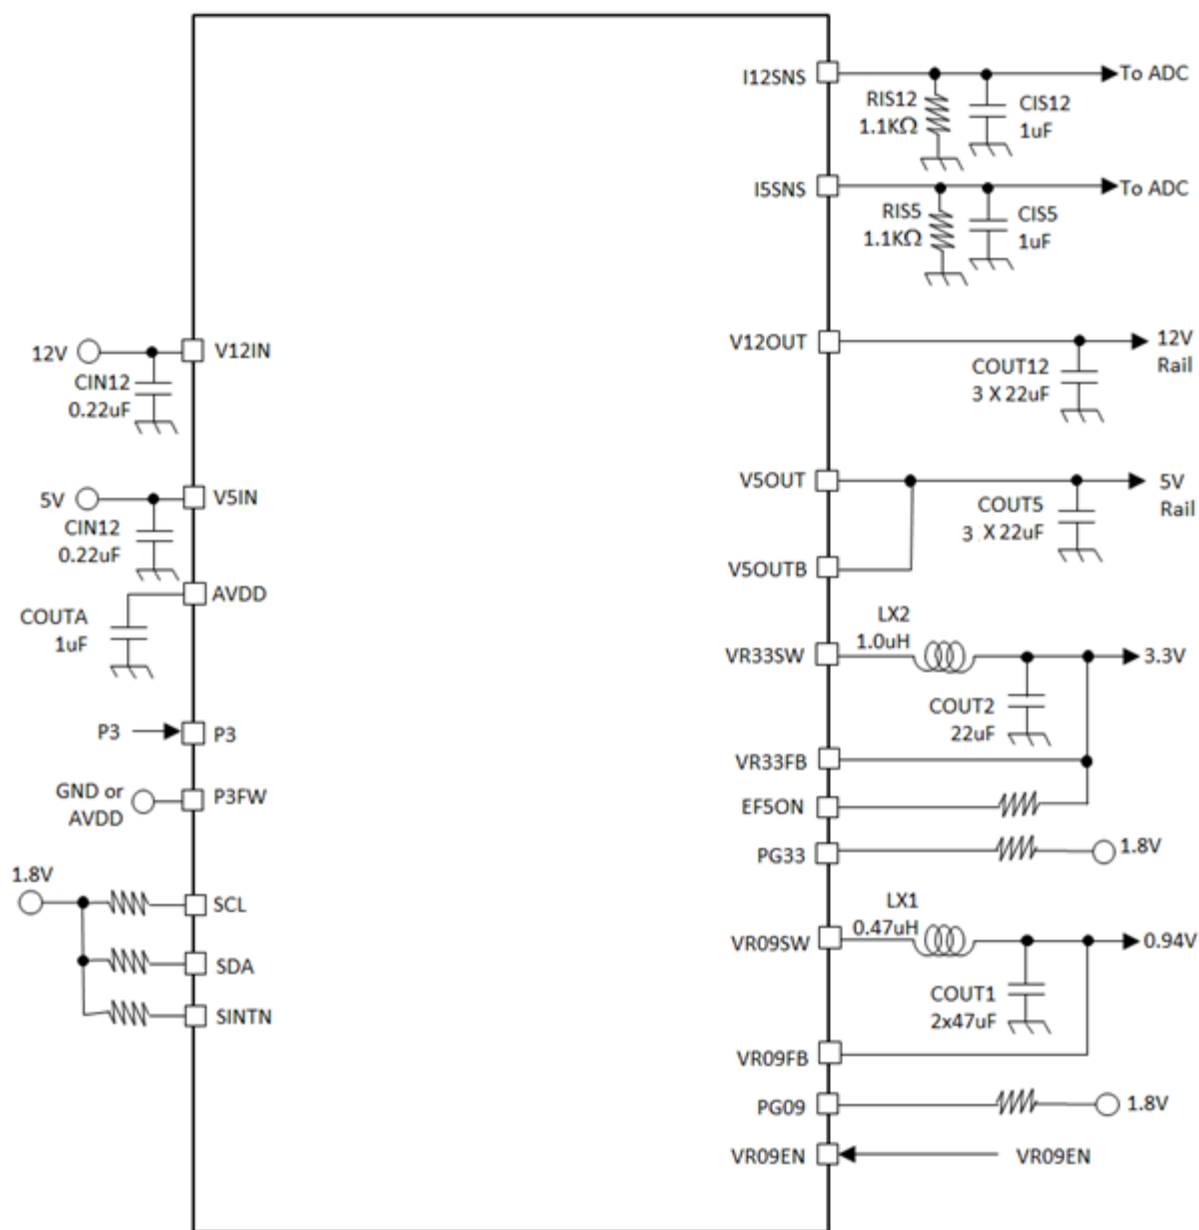 I12SNS
To ADC
RIS12
1.1KΩ
CIS12
1uF
I5SNS
To ADC
RIS5
1.1KΩ
CIS5
1uF
12V
V12IN
CIN12
0.22uF
V12OUT
12V
Rail
COUT12
3 X 22uF
5V
V5IN
CIN12
0.22uF
V5OUT
5V
Rail
COUT5
3 X 22uF
V5OUTB
AVDD
COUTA
1uF
LX2
1.0uH
VR33SW
3.3V
COUT2
22uF
P3
P3
VR33FB
GND or
AVDD
P3FW
EF5ON
PG33
1.8V
1.8V
SCL
LX1
0.47uH
VR09SW
0.94V
SDA
COUT1
2x47uF
SINTN
VR09FB
PG09
1.8V
VR09EN
VR09EN